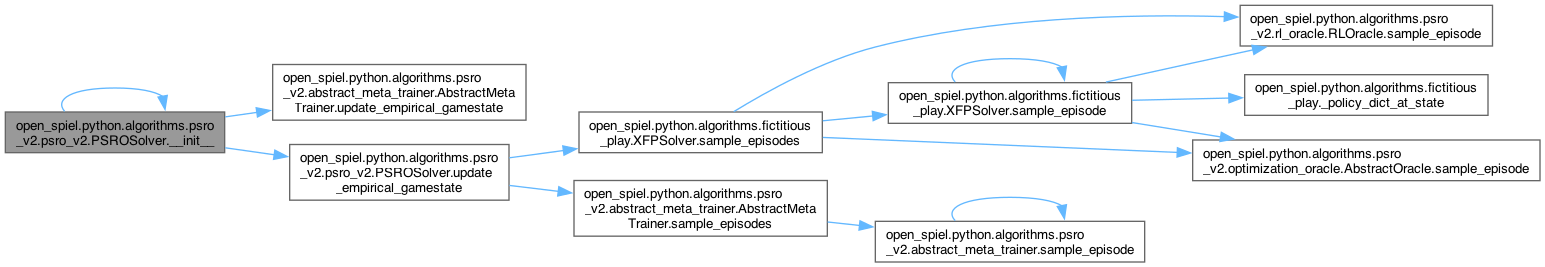 open_spiel.python.algorithms.psro
_v2.psro_v2.PSROSolver.__init__
open_spiel.python.algorithms.psro
_v2.abstract_meta_trainer.AbstractMeta
Trainer.update_empirical_gamestate
open_spiel.python.algorithms.psro
_v2.psro_v2.PSROSolver.update
_empirical_gamestate
open_spiel.python.algorithms.fictitious
_play.XFPSolver.sample_episodes
open_spiel.python.algorithms.psro
_v2.abstract_meta_trainer.AbstractMeta
Trainer.sample_episodes
open_spiel.python.algorithms.fictitious
_play.XFPSolver.sample_episode
open_spiel.python.algorithms.psro
_v2.abstract_meta_trainer.sample_episode
open_spiel.python.algorithms.psro
_v2.rl_oracle.RLOracle.sample_episode
open_spiel.python.algorithms.fictitious
_play._policy_dict_at_state
open_spiel.python.algorithms.psro
_v2.optimization_oracle.AbstractOracle.sample_episode